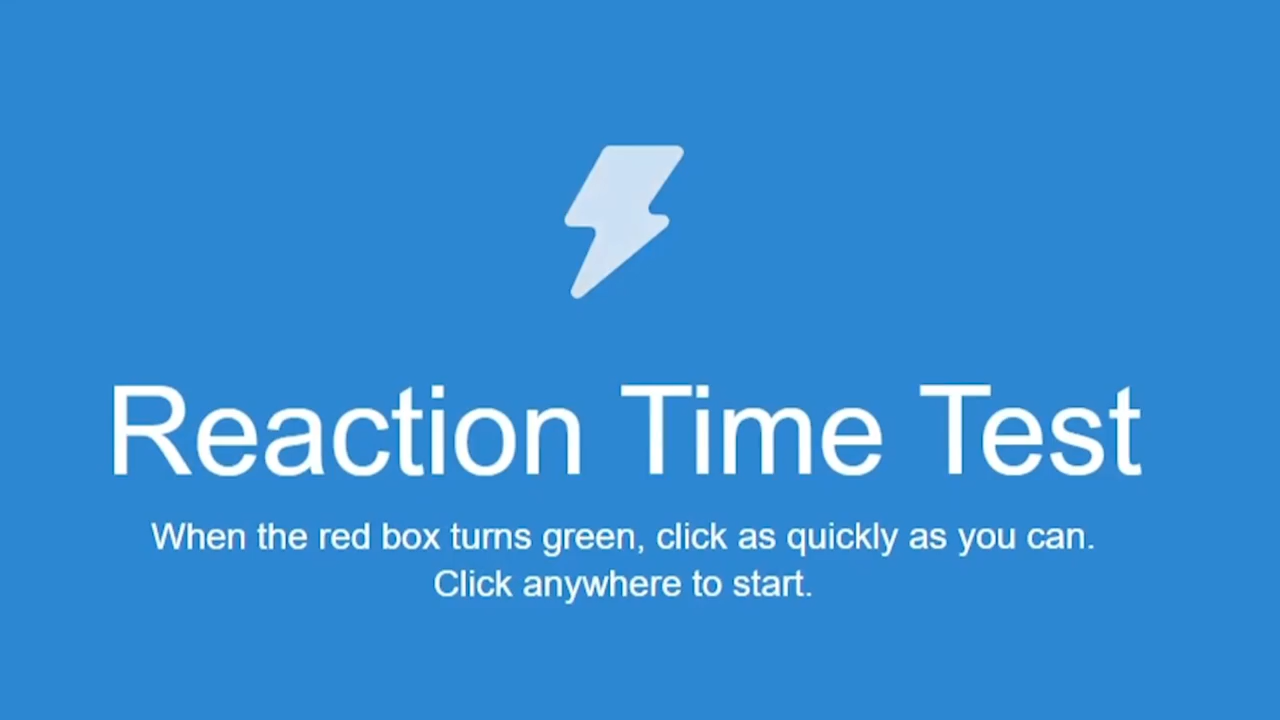 Reaction Time Test
When the red box turns green, click as quickly as you can.
Click anywhere to start.